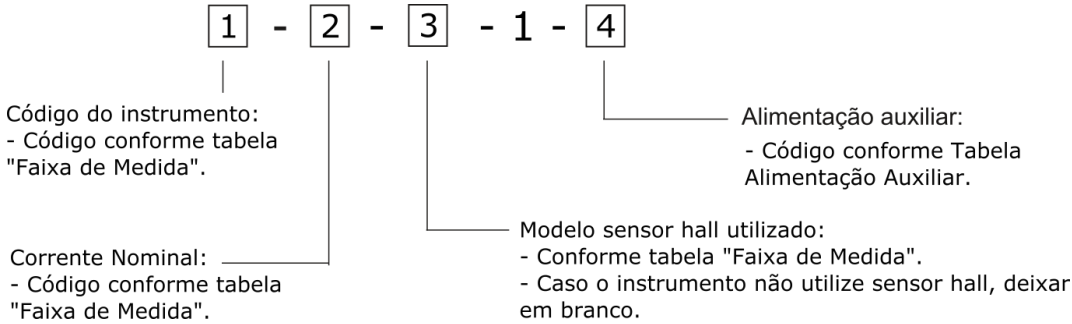 1 - 2 - 3 - 1 - 4
Código do instrumento:
- Código conforme tabela
"Faixa de Medida".
Alimentação auxiliar:
- Código conforme Tabela
Alimentação Auxiliar.
Corrente Nominal:
- Código conforme tabela
"Faixa de Medida".
Modelo sensor hall utilizado:
- Conforme tabela "Faixa de Medida".
- Caso o instrumento não utilize sensor hall, deixar
em branco.